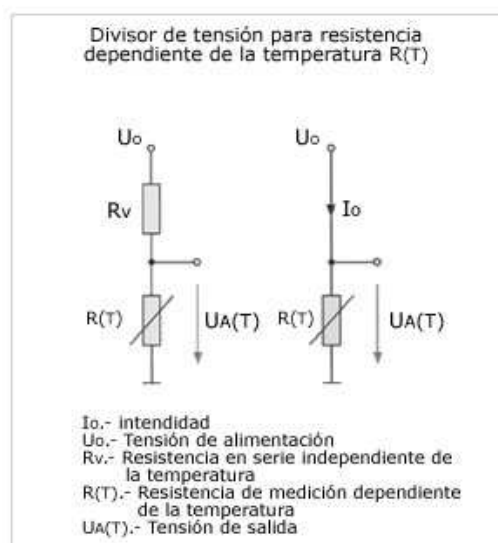 Divisor de tensión para resistencia
dependiente de la temperatura R(T)
Uo Uo
Rv Io
R(T) UA(T) R(T) UA(T)
Io.- intendidad
Uo.- Tensión de alimentación
Rv.- Resistencia en serie independiente de
la temperatura
R(T).- Resistencia de medición dependiente
de la temperatura
UA(T).- Tensión de salida